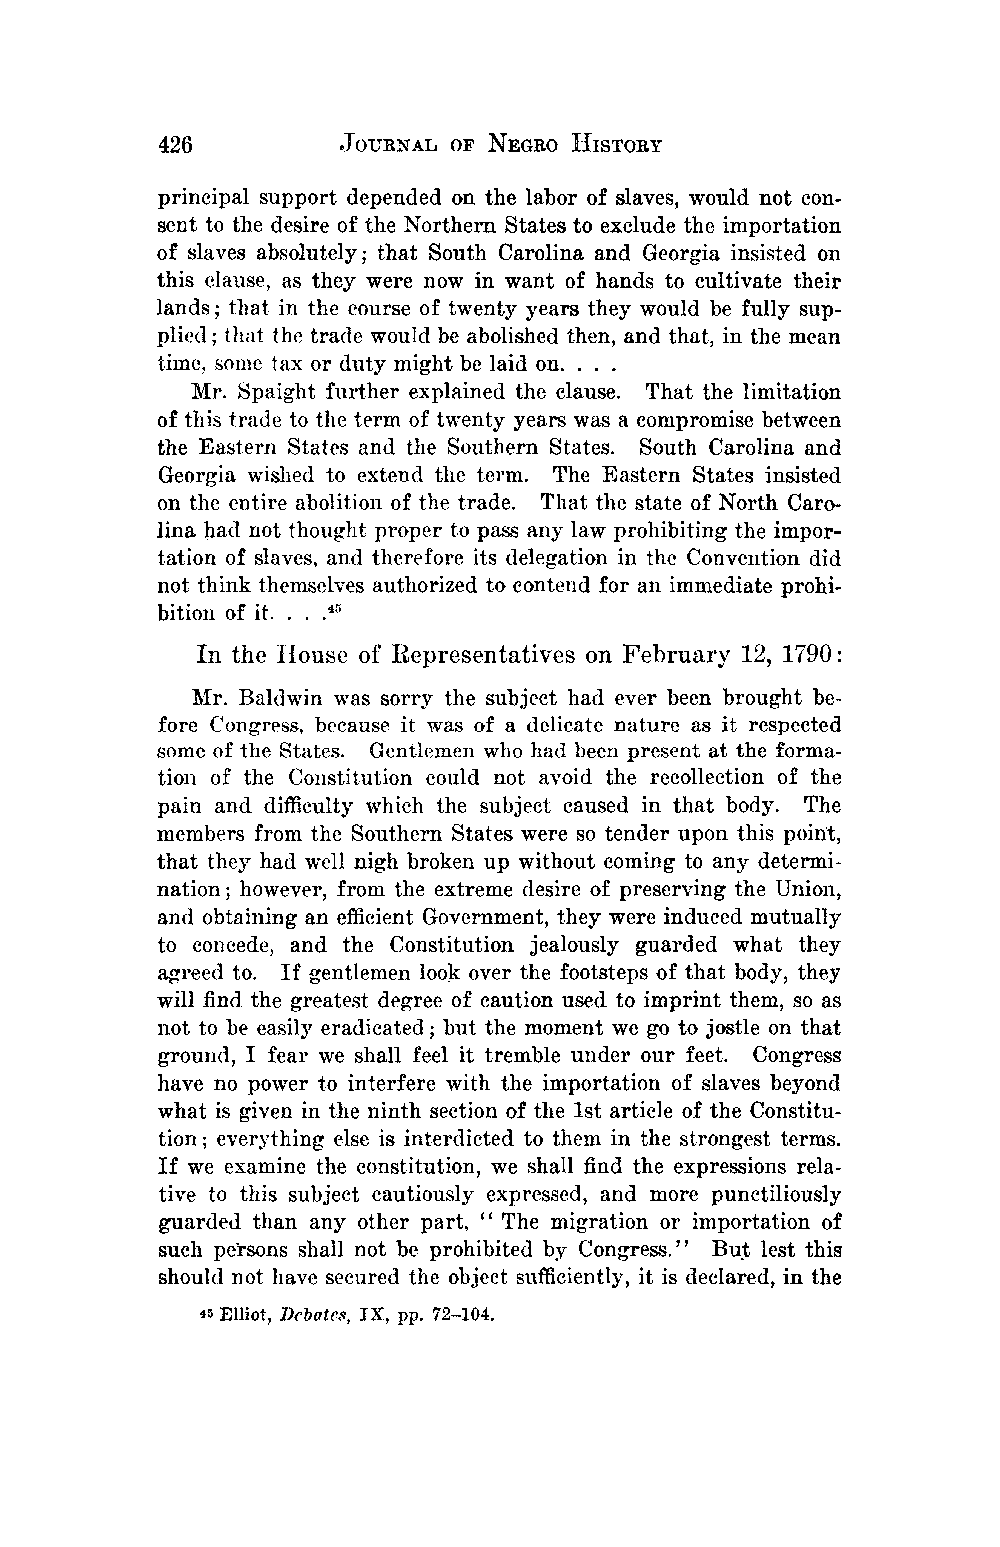 426 JOURNAL OF NEGRO HISTORY
principal support depended on the labor of slaves, would not con-
sent to the desire of the Northern States to exclude the importation
of slaves absolutely; that South Carolina and Georgia insisted on
this clause, as they were now in want of hands to cultivate their
lands; that in the course of twenty years they would be fully sup-
plied; that the trade would be abolished then, and that, in the mean
time, some tax or duty might be laid on. . . .
Mr. Spaight further explained the clause. That the limitation
of this trade to the term of twenty years was a compromise between
the Eastern States and the Southern States. South Carolina and
Georgia wished to extend the term. The Eastern States insisted
on the entire abolition of the trade. That the state of North Caro-
lina had not thought proper to pass any law prohibiting the impor-
tation of slaves, and therefore its delegation in the Convention did
not think themselves authorized to contend for an immediate prohi-
bition of it. . . .45
In the House of Representatives on February 12, 1790:
Mr. Baldwin was sorry the subject had ever been brought be-
fore Congress, because it was of a delicate nature as it respected
some of the States. Gentlemen who had been present at the forma-
tion of the Constitution could not avoid the recollection of the
pain and difficulty which the subject caused in that body. The
members from the Southern States were so tender upon this point,
that they had well nigh broken up without coming to any determi-
nation; however, from the extreme desire of preserving the Union,
and obtaining an efficient Government, they were induced mutually
to concede, and the Constitution jealously guarded what they
agreed to. If gentlemen look over the footsteps of that body, they
will find the greatest degree of caution used to imprint them, so as
not to be easily eradicated; but the moment we go to jostle on that
ground, I fear we shall feel it tremble under our feet. Congress
have no power to interfere with the importation of slaves beyond
what is given in the ninth section of the 1st article of the Constitu-
tion; everything else is interdicted to them in the strongest terms.
If we examine the constitution, we shall find the expressions rela-
tive to this subject cautiously expressed, and more punctiliously
guarded than any other part, " The migration or importation of
such persons shall not be prohibited by Congress." But lest this
should not have secured the object sufficiently, it is declared, in the
45 Elliot, Debates, IX, pp. 72–104.